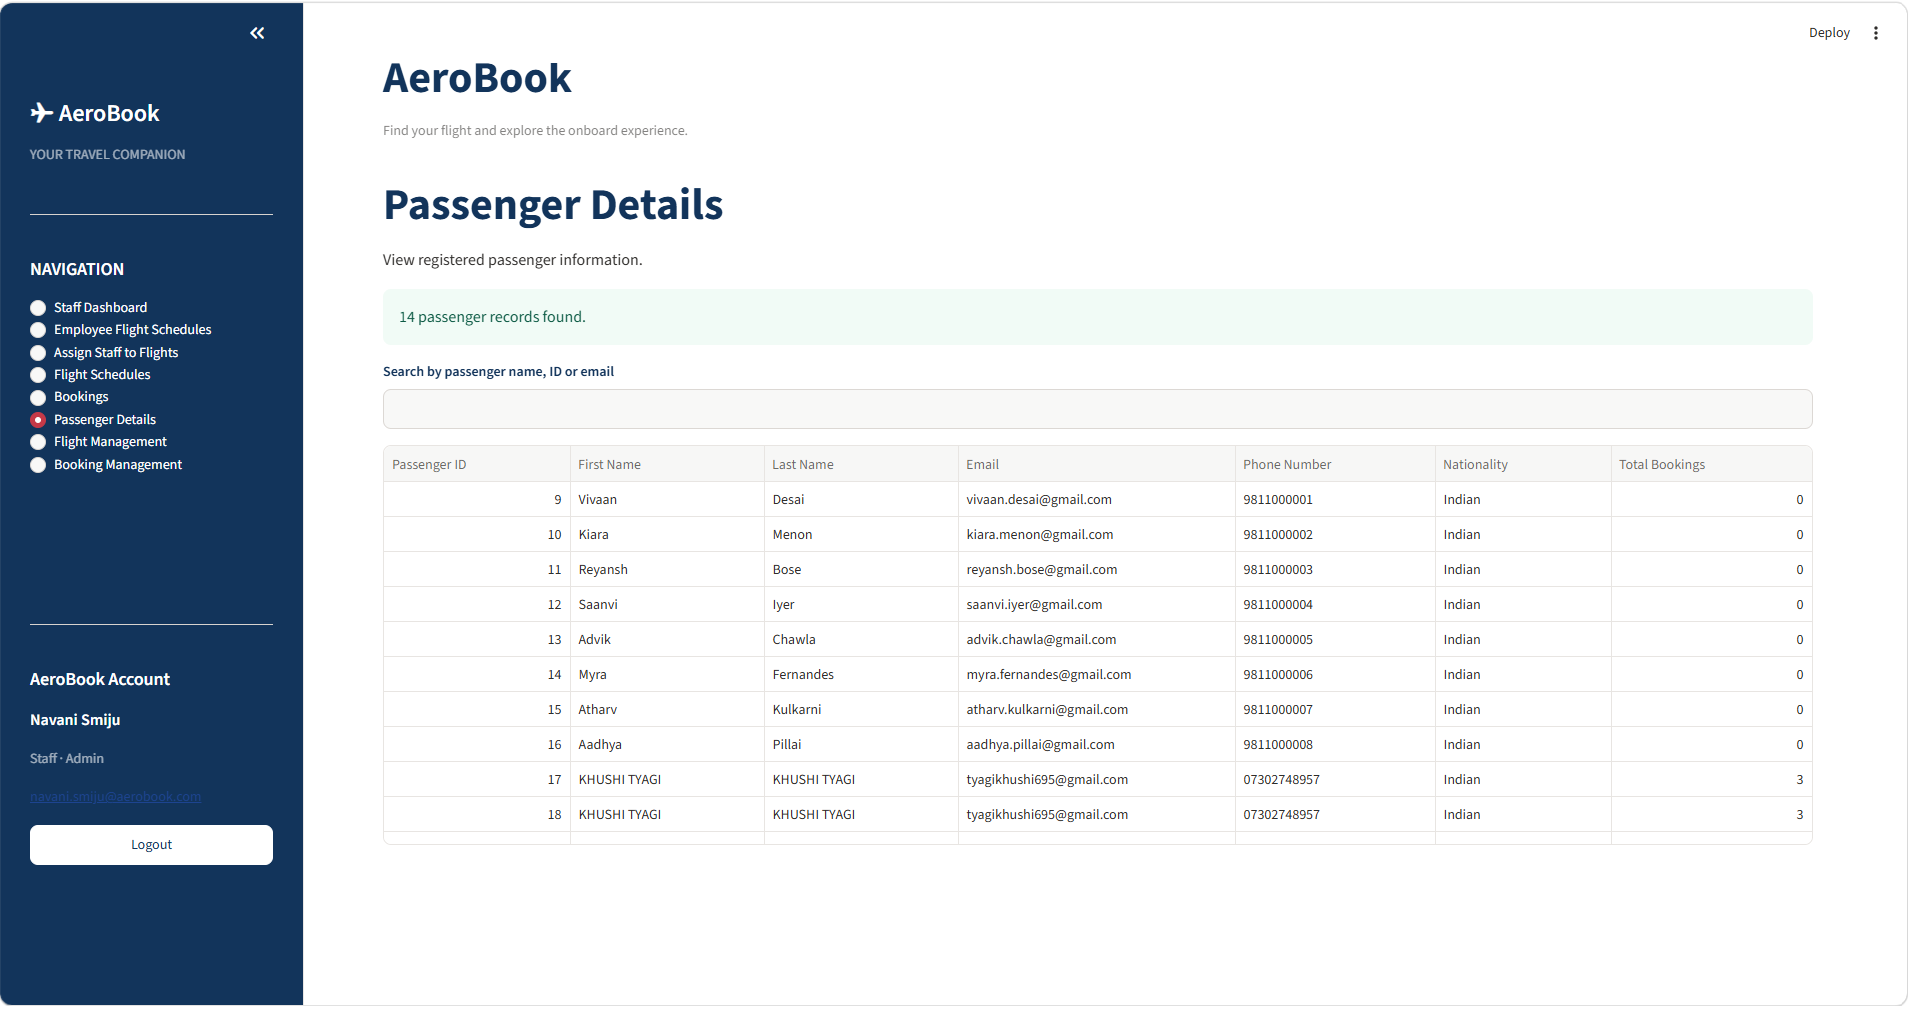 Deploy
AeroBook
YOUR TRAVEL COMPANION
NAVIGATION
Staff Dashboard
Employee Flight Schedules
Assign Staff to Flights
Flight Schedules
Bookings
Passenger Details
Flight Management
Booking Management
AeroBook Account
Navani Smiju
Staff · Admin
navani.smiju@aerobook.com
Logout
AeroBook
Find your flight and explore the onboard experience.
Passenger Details
View registered passenger information.
14 passenger records found.
Search by passenger name, ID or email
Passenger ID First Name Last Name Email Phone Number Nationality Total Bookings
9 Vivaan Desai vivaan.desai@gmail.com 9811000001 Indian 0
10 Kiara Menon kiara.menon@gmail.com 9811000002 Indian 0
11 Reyansh Bose reyansh.bose@gmail.com 9811000003 Indian 0
12 Saanvi Iyer saanvi.iyer@gmail.com 9811000004 Indian 0
13 Advik Chawla advik.chawla@gmail.com 9811000005 Indian 0
14 Myra Fernandes myra.fernandes@gmail.com 9811000006 Indian 0
15 Atharv Kulkarni atharv.kulkarni@gmail.com 9811000007 Indian 0
16 Aadhya Pillai aadhya.pillai@gmail.com 9811000008 Indian 0
17 KHUSHI TYAGI KHUSHI TYAGI tyagikhushi695@gmail.com 07302748957 Indian 3
18 KHUSHI TYAGI KHUSHI TYAGI tyagikhushi695@gmail.com 07302748957 Indian 3